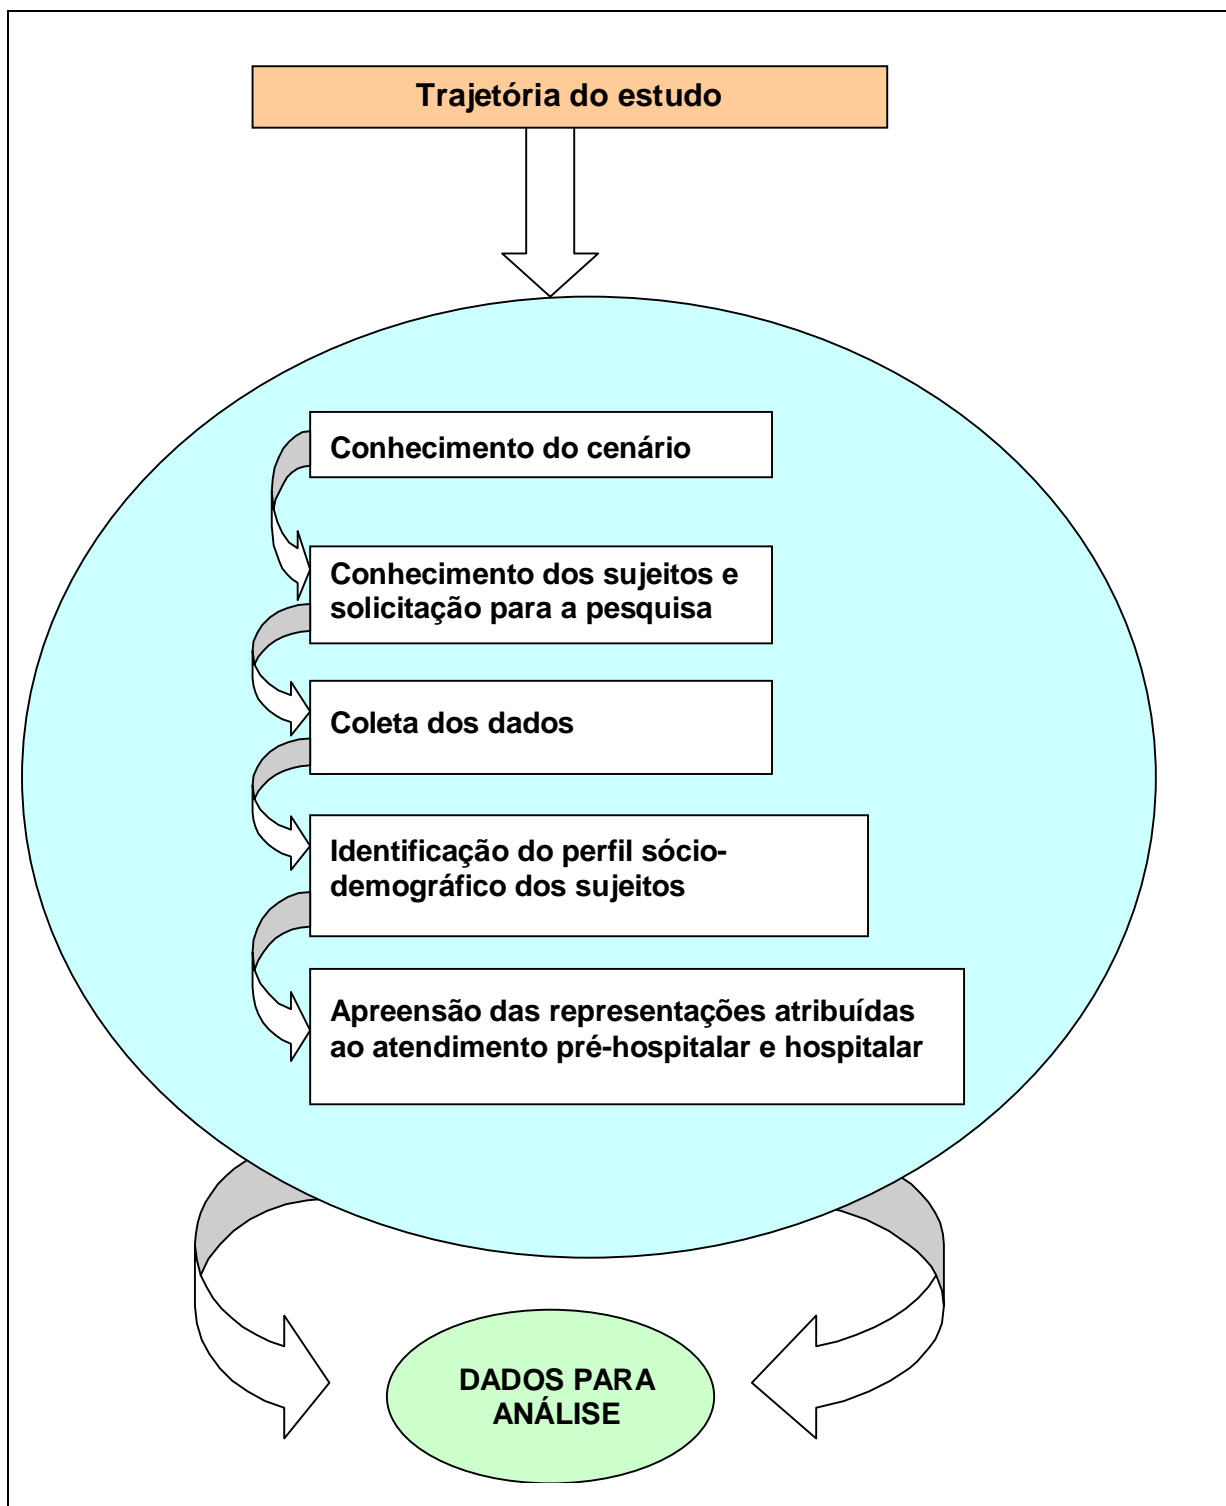 Trajetória do estudo
Conhecimento do cenário
Conhecimento dos sujeitos e
solicitação para a pesquisa
Coleta dos dados
Identificação do perfil sócio-
demográfico dos sujeitos
Apreensão das representações atribuídas
ao atendimento pré-hospitalar e hospitalar
DADOS PARA
ANÁLISE